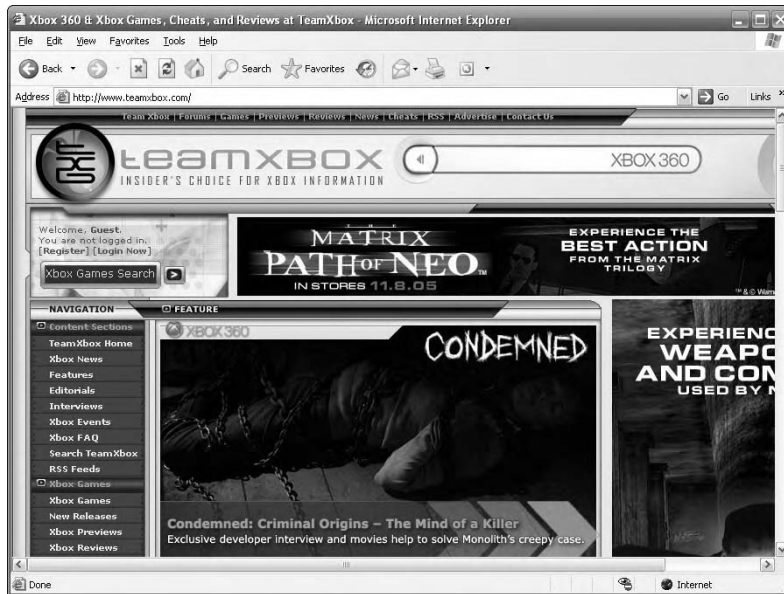 Xbox 360 & Xbox Games, Cheats, and Reviews at TeamXbox - Microsoft Internet Explorer
File Edit View Favorites Tools Help
Back Search Favorites
Address http://www.teamxbox.com/ Go Links »
Team Xbox | Forums | Games | Previews | Reviews | News | Cheats | RSS | Advertise | Contact Us
teamxbox
INSIDER'S CHOICE FOR XBOX INFORMATION
XBOX 360
Welcome, Guest.
You are not logged in.
[Register] [Login Now]
Xbox Games Search
THE
MATRIX
PATH OF NEO™
IN STORES 11.8.05
EXPERIENCE THE
BEST ACTION
FROM THE MATRIX
TRILOGY
™ & © Warn
NAVIGATION
Content Sections
TeamXbox Home
Xbox News
Features
Editorials
Interviews
Xbox Events
Xbox FAQ
Search TeamXbox
RSS Feeds
Xbox Games
Xbox Games
New Releases
Xbox Previews
Xbox Reviews
FEATURE
XBOX 360
CONDEMNED
Condemned: Criminal Origins – The Mind of a Killer
Exclusive developer interview and movies help to solve Monolith's creepy case.
EXPERIENC
WEAPO
AND CON
USED BY N
Done
Internet